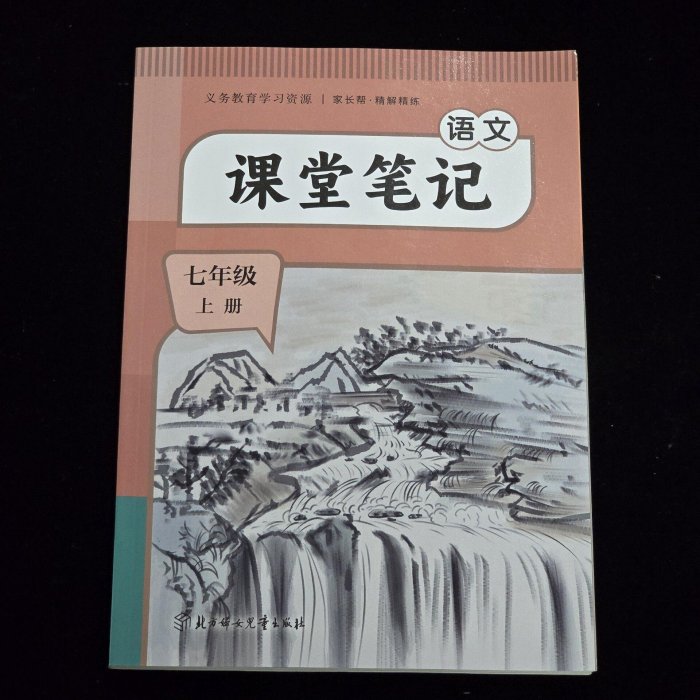 义务教育学习资源 | 家长帮·精解精练
语文
课堂笔记
七年级
上册
北方妇女儿童出版社